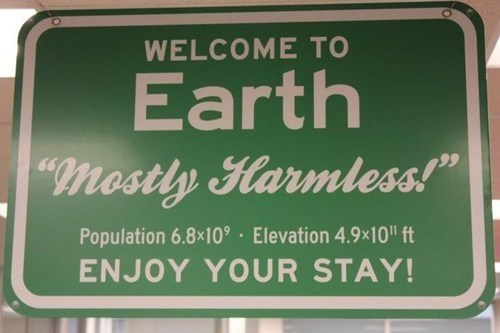 WELCOME TO
Earth
“Mostly Harmless!”
Population 6.8×10⁹ · Elevation 4.9×10¹¹ ft
ENJOY YOUR STAY!